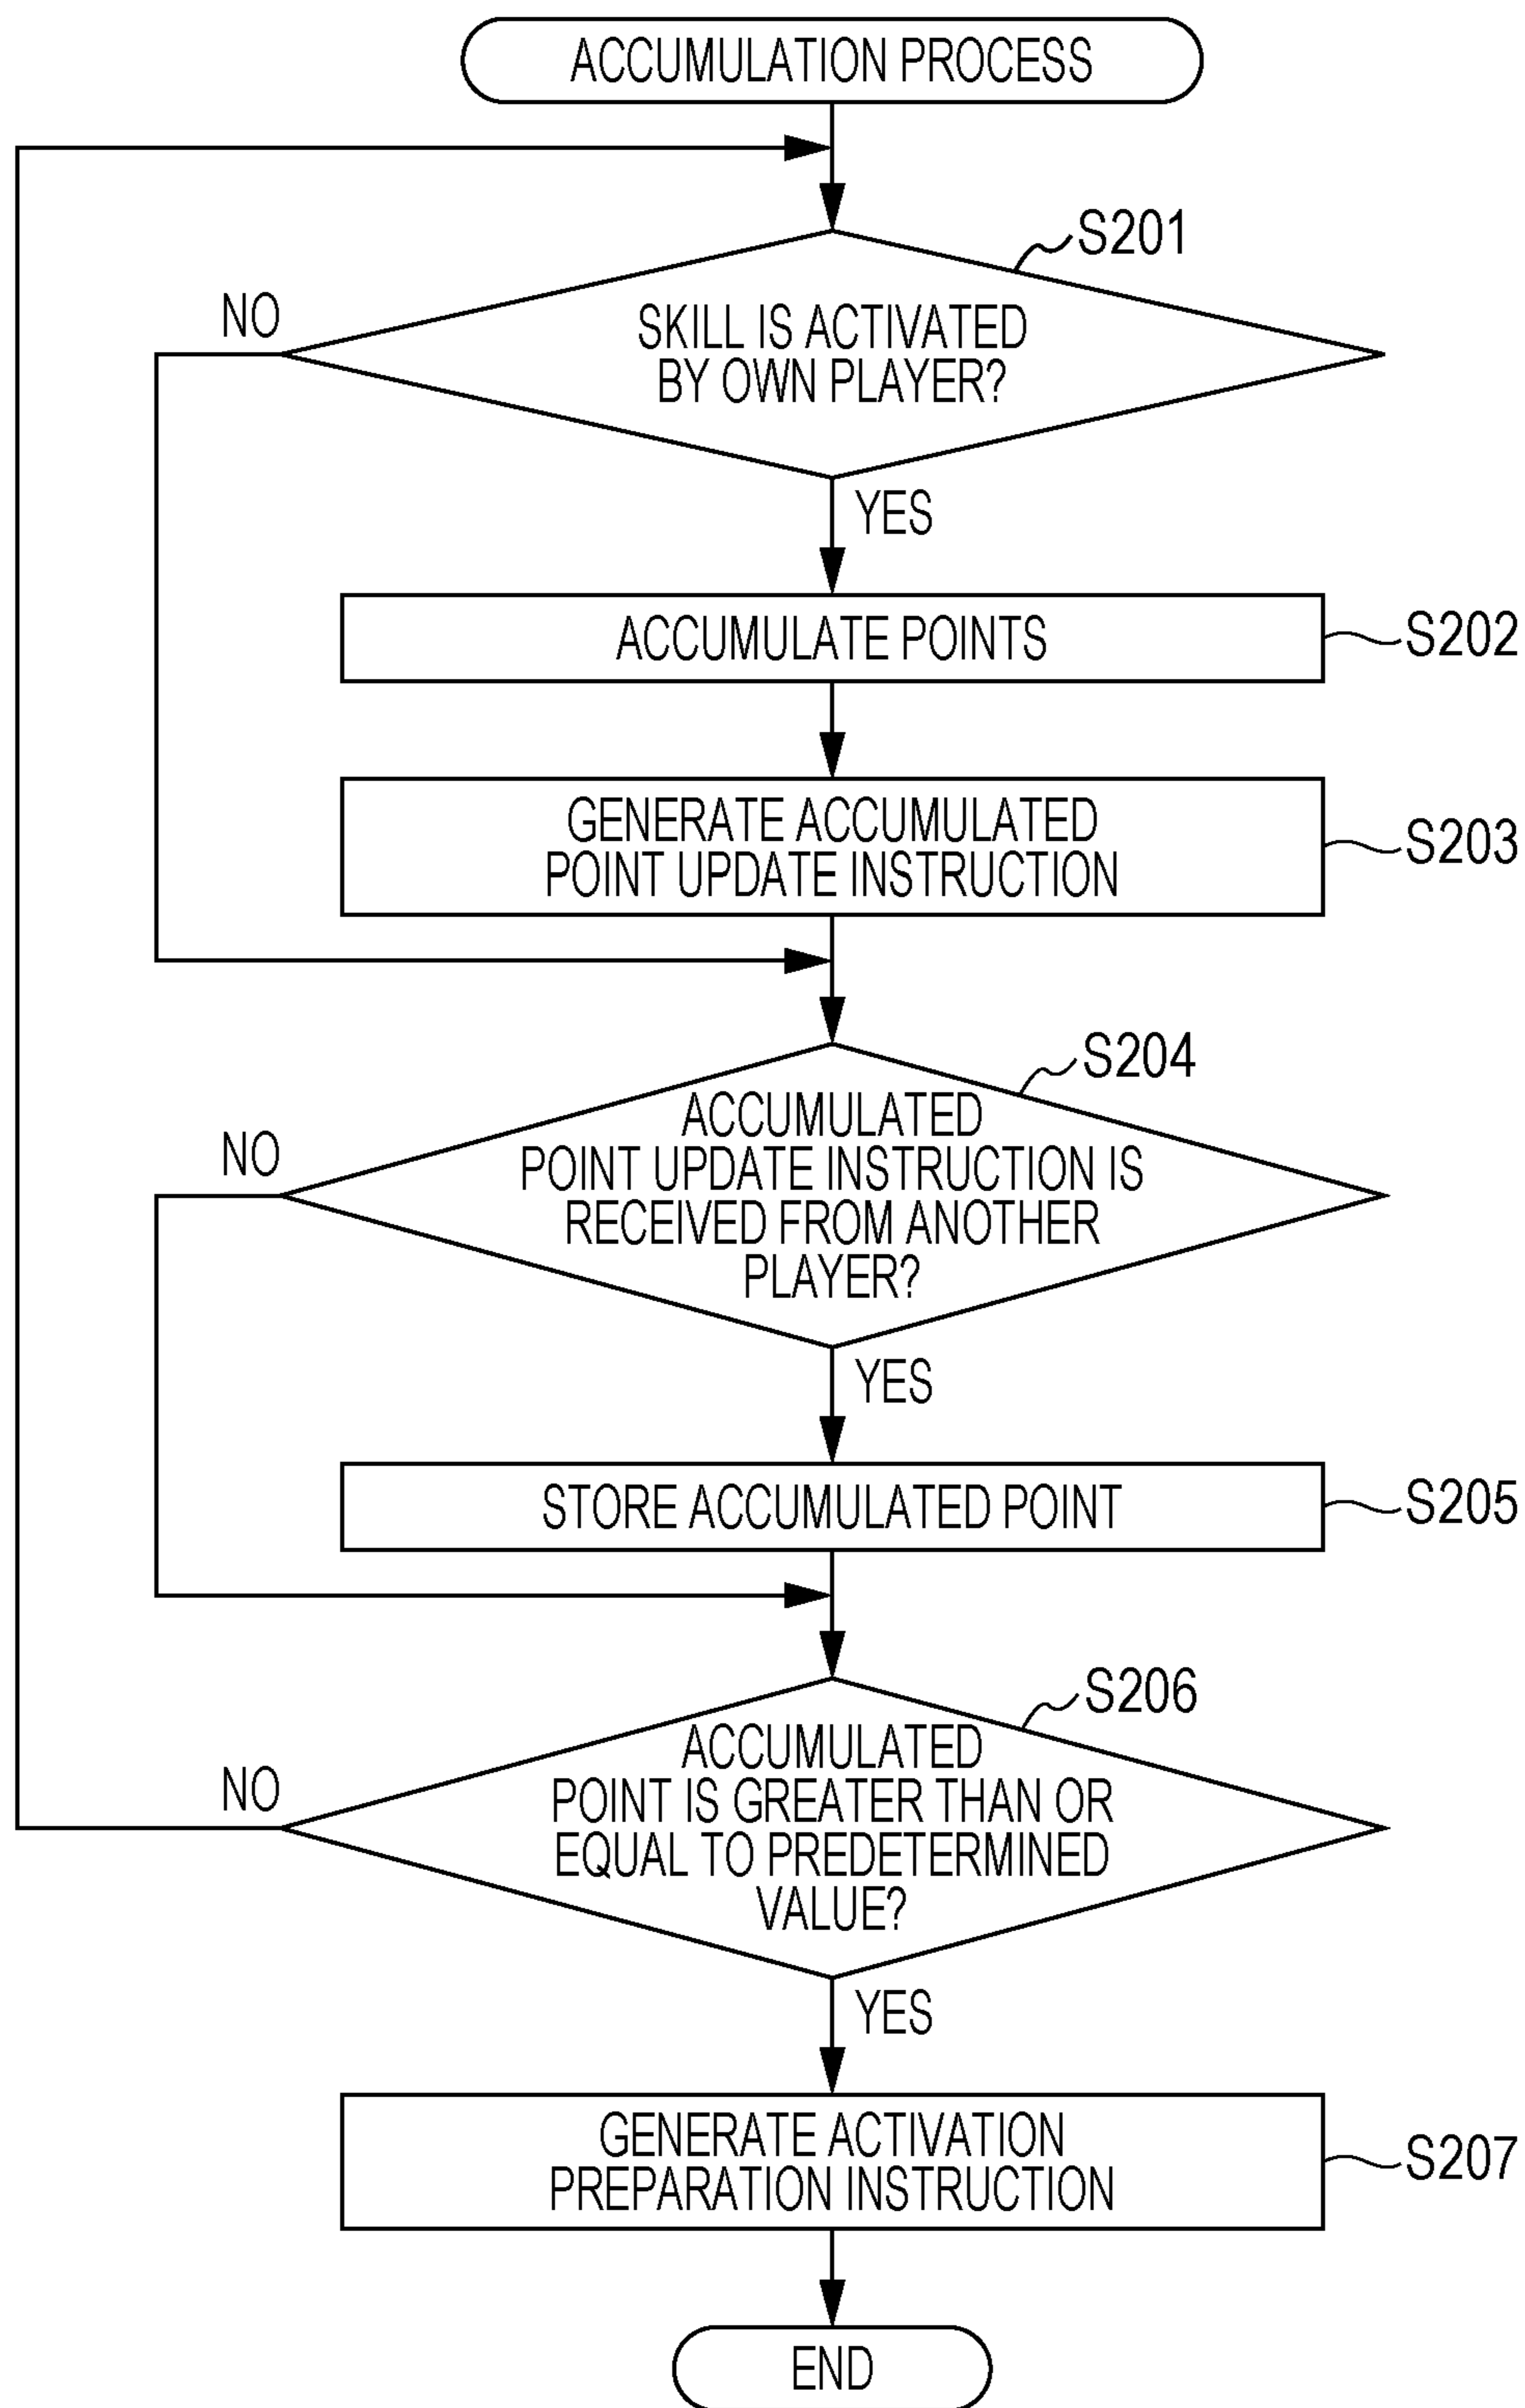 ACCUMULATION PROCESS
S201
NO
SKILL IS ACTIVATED
BY OWN PLAYER?
YES
ACCUMULATE POINTS
S202
GENERATE ACCUMULATED
POINT UPDATE INSTRUCTION
S203
S204
NO
ACCUMULATED
POINT UPDATE INSTRUCTION IS
RECEIVED FROM ANOTHER
PLAYER?
YES
STORE ACCUMULATED POINT
S205
S206
NO
ACCUMULATED
POINT IS GREATER THAN OR
EQUAL TO PREDETERMINED
VALUE?
YES
GENERATE ACTIVATION
PREPARATION INSTRUCTION
S207
END